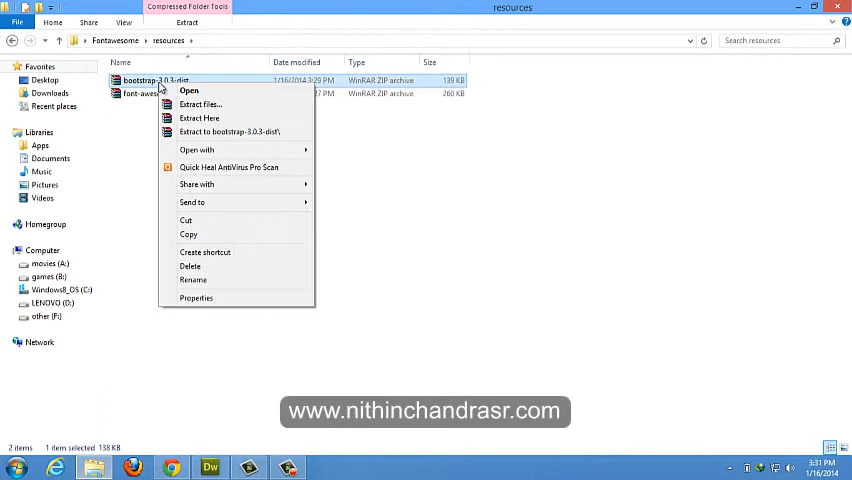 Compressed Folder Tools
resources
File
Home
Share
View
Extract
Fontawesome
resources
Search resources
Favorites
Desktop
Downloads
Recent places
Libraries
Apps
Documents
Music
Pictures
Videos
Homegroup
Computer
movies (A:)
games (B:)
Windows8_OS (C:)
LENOVO (D:)
other (F:)
Network
Name
Date modified
Type
Size
bootstrap-3.0.3-dist
1/16/2014 3:29 PM
WinRAR ZIP archive
139 KB
font-awes
27 PM
WinRAR ZIP archive
260 KB
Open
Extract files...
Extract Here
Extract to bootstrap-3.0.3-dist\
Open with
Quick Heal AntiVirus Pro Scan
Share with
Send to
Cut
Copy
Create shortcut
Delete
Rename
Properties
www.nithinchandrasr.com
2 items
1 item selected 138 KB
Dw
3:31 PM
1/16/2014